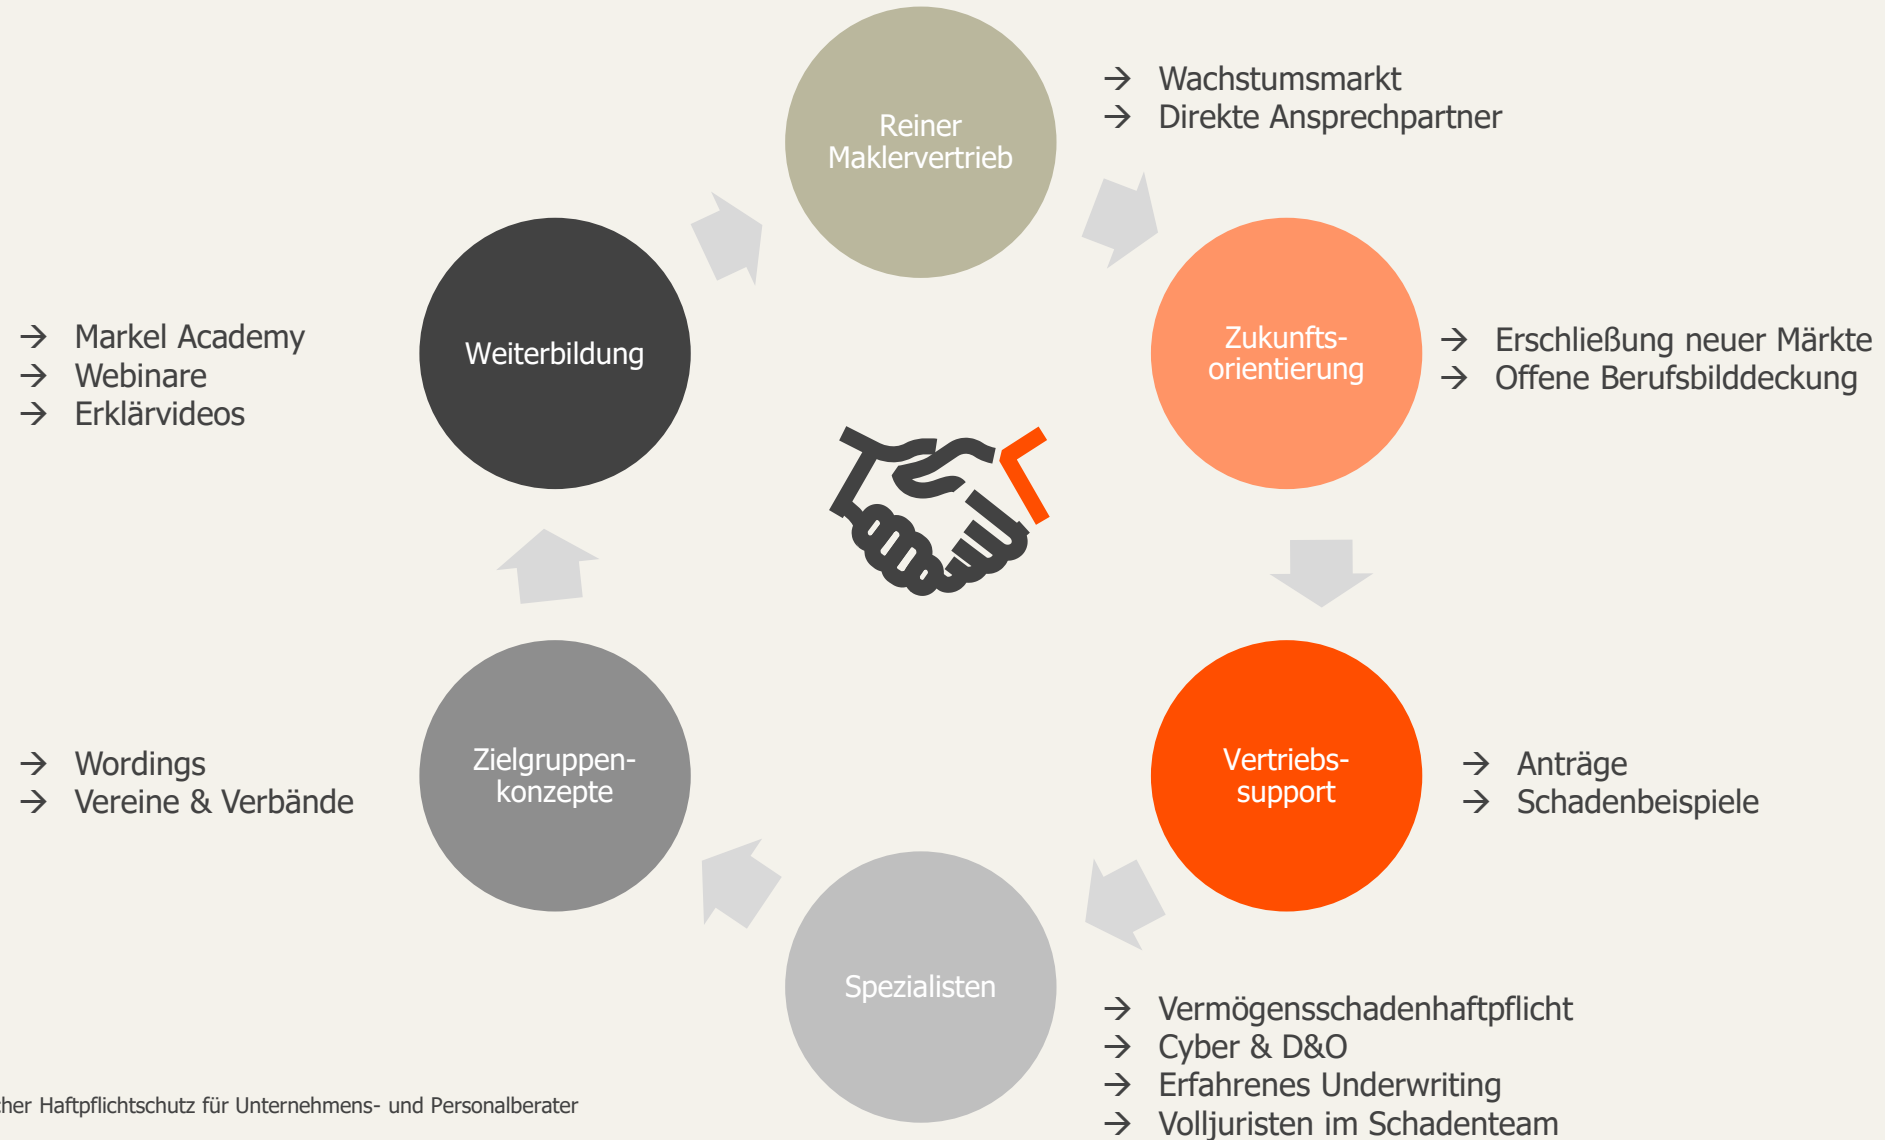 Reiner
Maklervertrieb
→ Wachstumsmarkt
→ Direkte Ansprechpartner
Zukunfts-
orientierung
→ Erschließung neuer Märkte
→ Offene Berufsbilddeckung
Vertriebs-
support
→ Anträge
→ Schadenbeispiele
Spezialisten
→ Vermögensschadenhaftpflicht
→ Cyber & D&O
→ Erfahrenes Underwriting
→ Volljuristen im Schadenteam
Zielgruppen-
konzepte
→ Wordings
→ Vereine & Verbände
Weiterbildung
→ Markel Academy
→ Webinare
→ Erklärvideos
Haftpflichtschutz für Unternehmens- und Personalberater